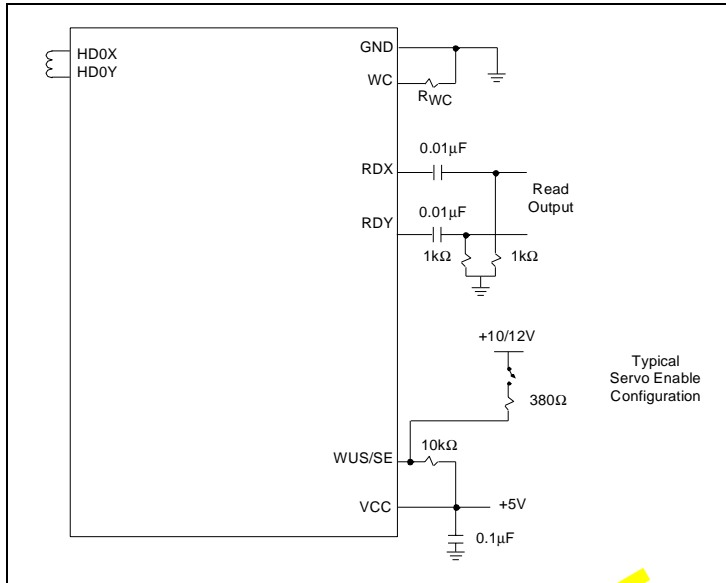 HD0X
HD0Y
GND
WC
RWC
0.01μF
RDX
Read
Output
0.01μF
RDY
1kΩ
1kΩ
+10/12V
Typical
Servo Enable
Configuration
380Ω
10kΩ
WUS/SE
VCC
+5V
0.1μF